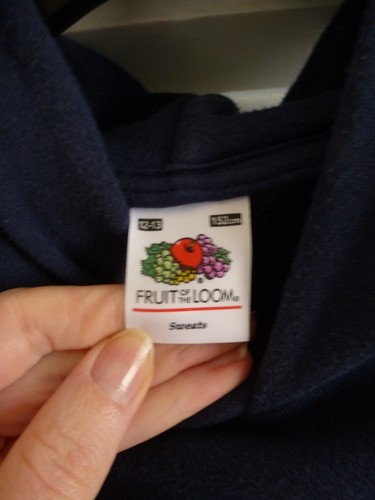 12-13 152cm
FRUIT OF THE LOOM®
Sweats